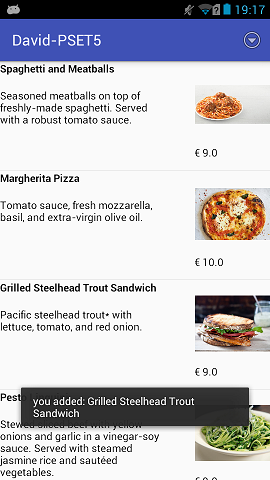 19:17
David-PSET5
Spaghetti and Meatballs
Seasoned meatballs on top of
freshly-made spaghetti. Served
with a robust tomato sauce.
€ 9.0
Margherita Pizza
Tomato sauce, fresh mozzarella,
basil, and extra-virgin olive oil.
€ 10.0
Grilled Steelhead Trout Sandwich
Pacific steelhead trout* with
lettuce, tomato, and red onion.
€ 9.0
Pesto
you added: Grilled Steelhead Trout
Sandwich
Stewed sliced beef with yellow
onions and garlic in a vinegar-soy
sauce. Served with steamed
jasmine rice and sautéed
vegetables.
€ 9.0